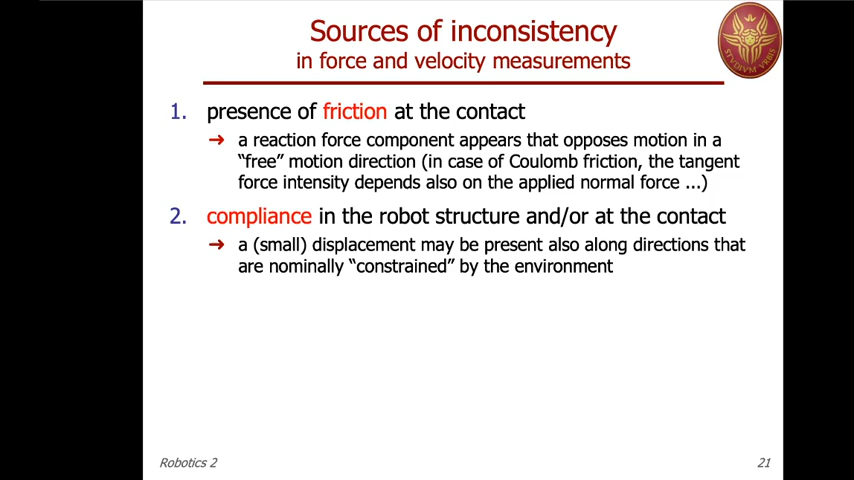 Sources of inconsistency
in force and velocity measurements
1. presence of friction at the contact
➔ a reaction force component appears that opposes motion in a
“free” motion direction (in case of Coulomb friction, the tangent
force intensity depends also on the applied normal force ...)
2. compliance in the robot structure and/or at the contact
➔ a (small) displacement may be present also along directions that
are nominally “constrained” by the environment
STVDIVM VRBIS
Robotics 2
21